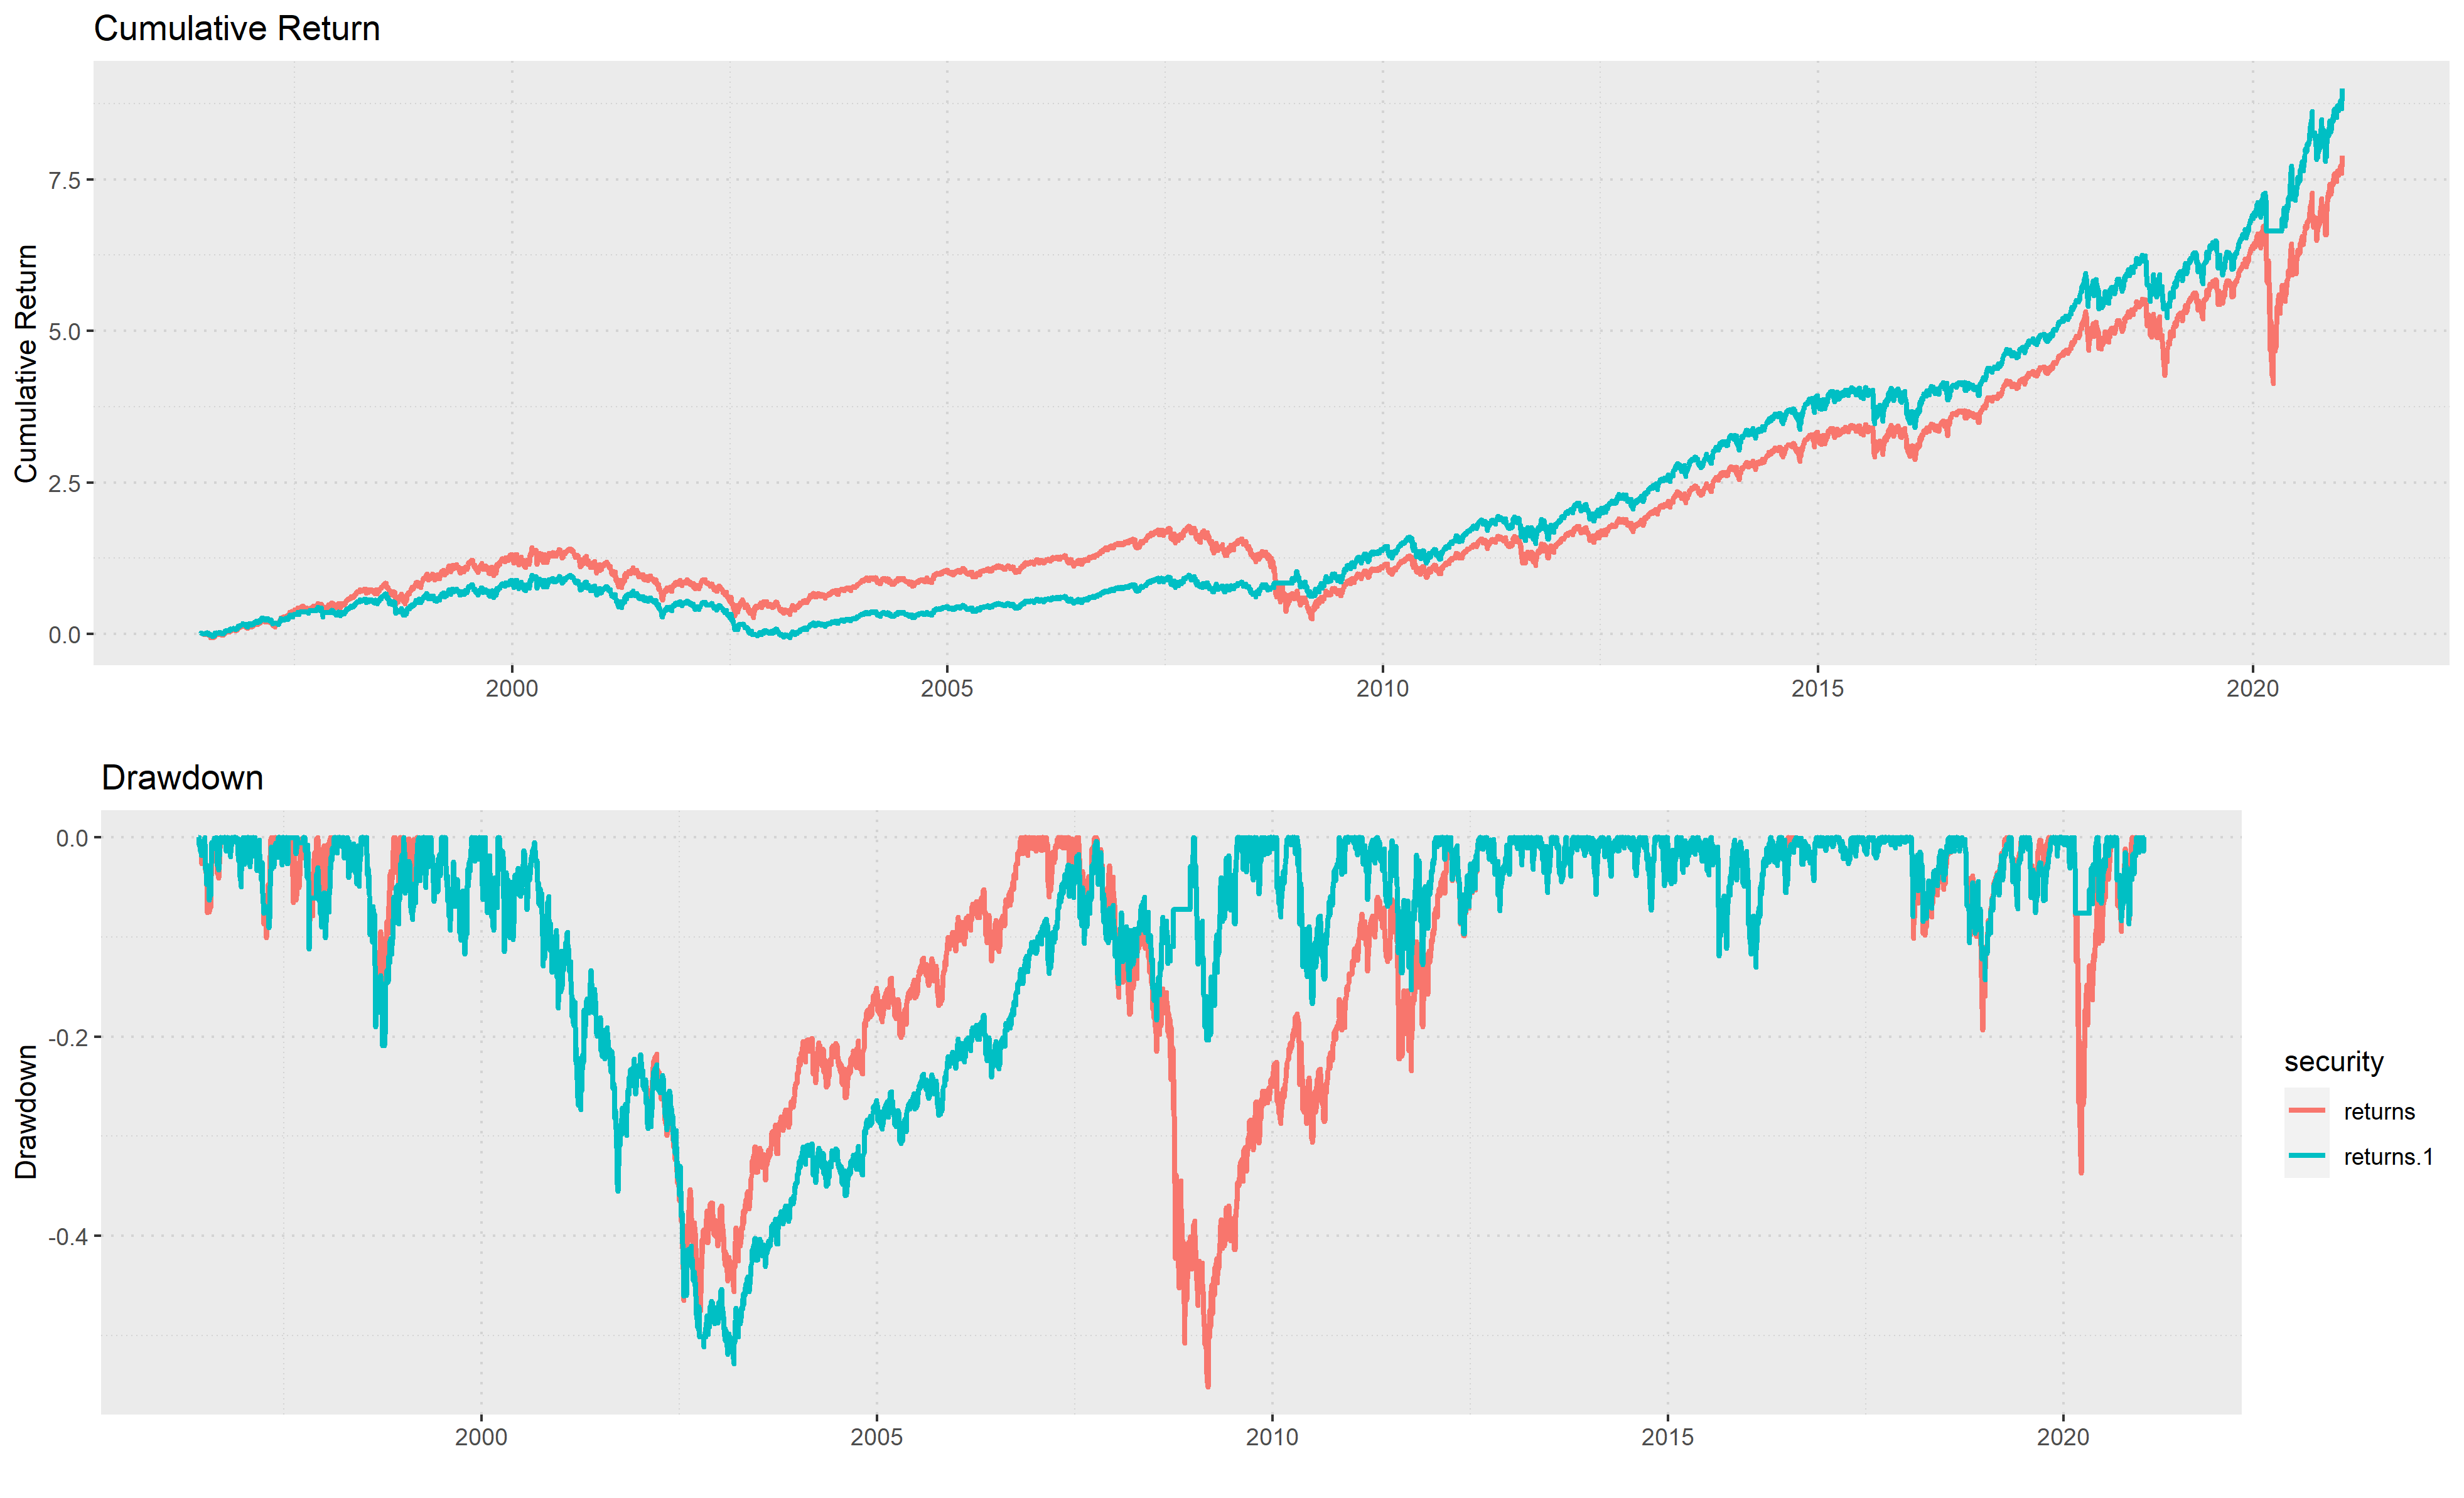 Cumulative Return
Cumulative Return
7.5
5.0
2.5
0.0
2000 2005 2010 2015 2020
Drawdown
Drawdown
0.0
-0.2
-0.4
2000 2005 2010 2015 2020
security
returns
returns.1